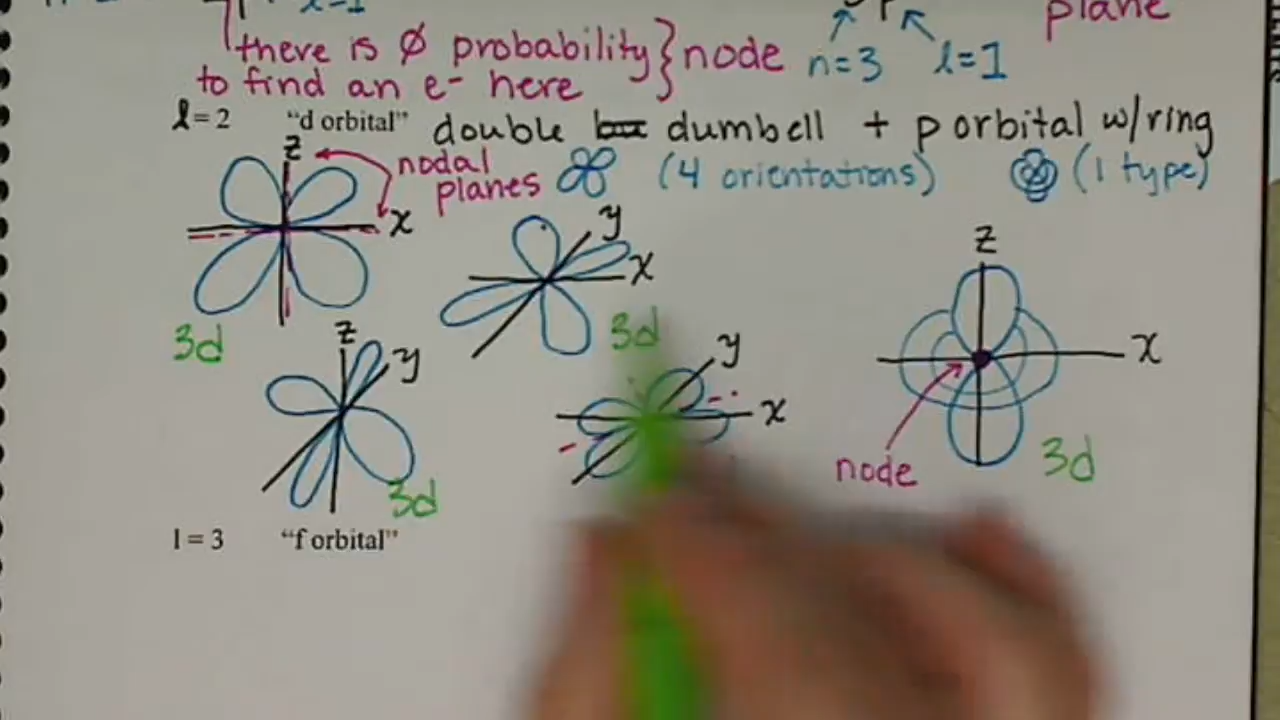 l=1
plane
there is ∅ probability } node
n=3 l=1
to find an e- here
l = 2 "d orbital" double dumbell + p orbital w/ring
z nodal planes (4 orientations) (1 type)
x
y
x
z
3d
3d
z
y
y
x
x
node
3d
3d
l = 3 "f orbital"